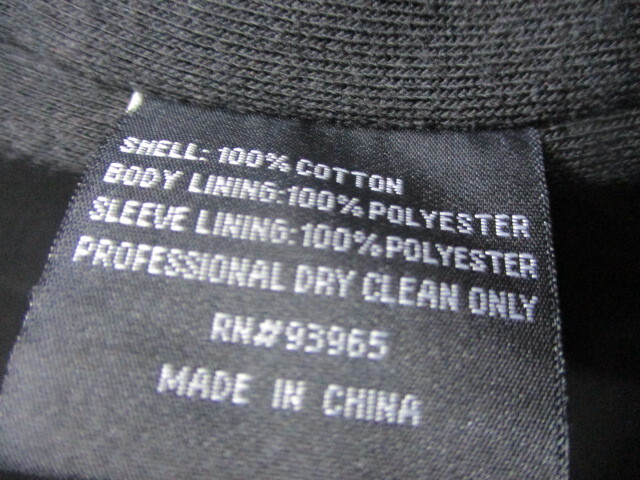 SHELL: 100% COTTON
BODY LINING:100% POLYESTER
SLEEVE LINING:100% POLYESTER
PROFESSIONAL DRY CLEAN ONLY
RN#93965
MADE IN CHINA